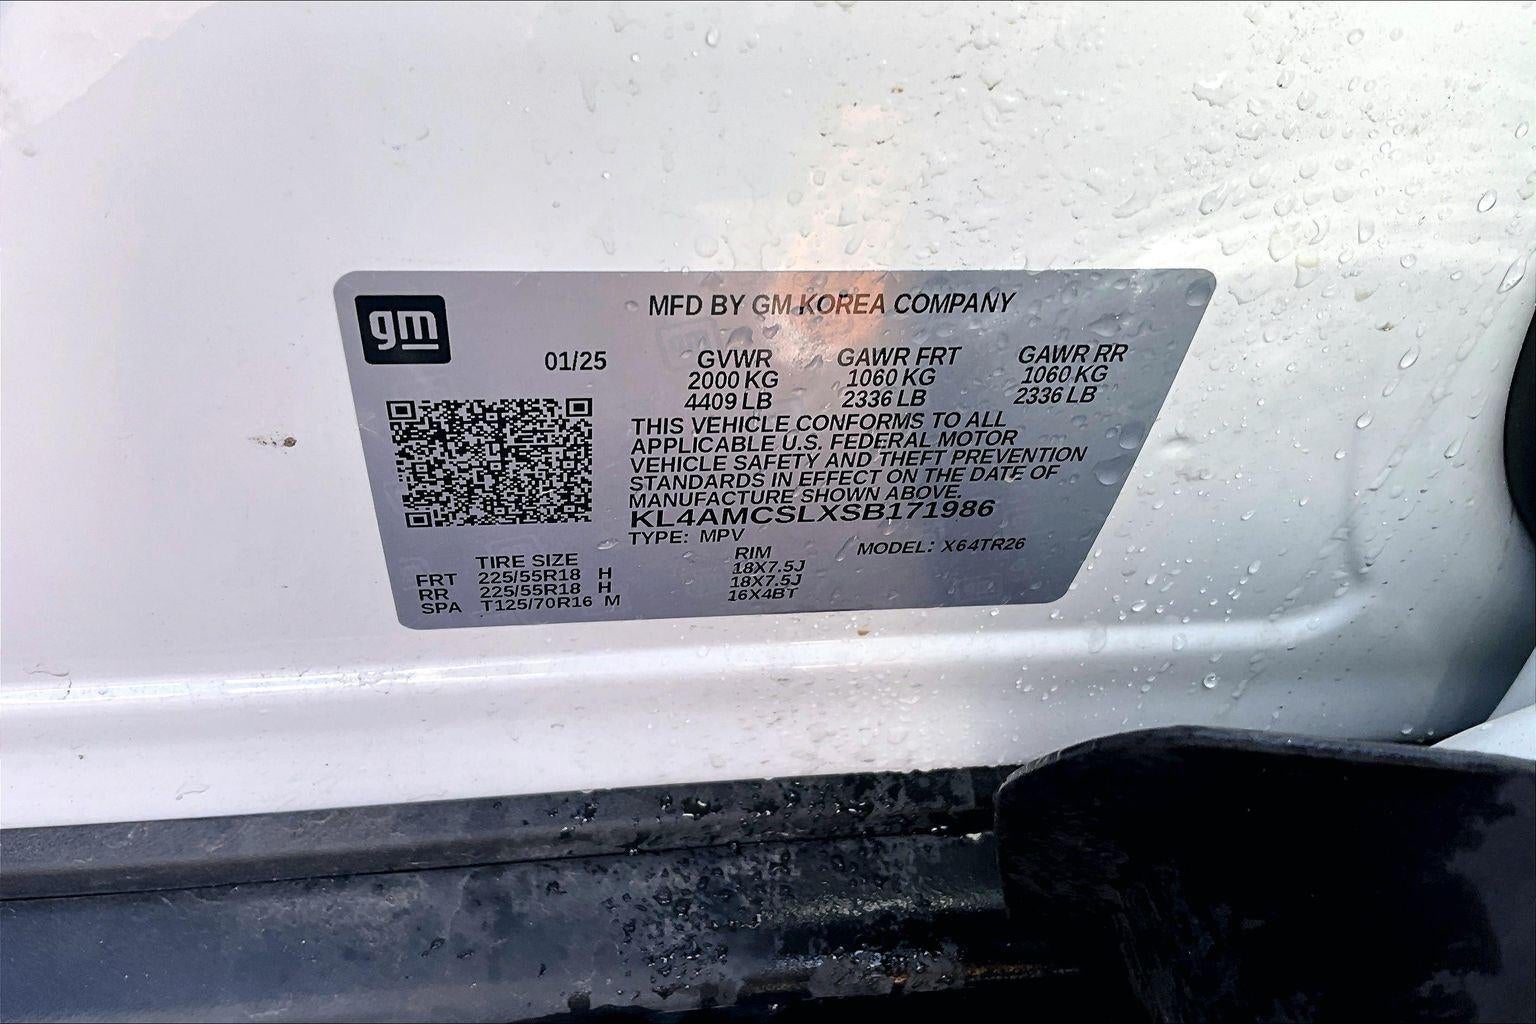 gm
MFD BY GM KOREA COMPANY
01/25 GVWR GAWR FRT GAWR RR
2000 KG 1060 KG 1060 KG
4409 LB 2336 LB 2336 LB
THIS VEHICLE CONFORMS TO ALL
APPLICABLE U.S. FEDERAL MOTOR
VEHICLE SAFETY AND THEFT PREVENTION
STANDARDS IN EFFECT ON THE DATE OF
MANUFACTURE SHOWN ABOVE.
KL4AMCSLXSB171986
TYPE: MPV MODEL: X64TR26
TIRE SIZE RIM
FRT 225/55R18 H 18X7.5J
RR 225/55R18 H 18X7.5J
SPA T125/70R16 M 16X4BT